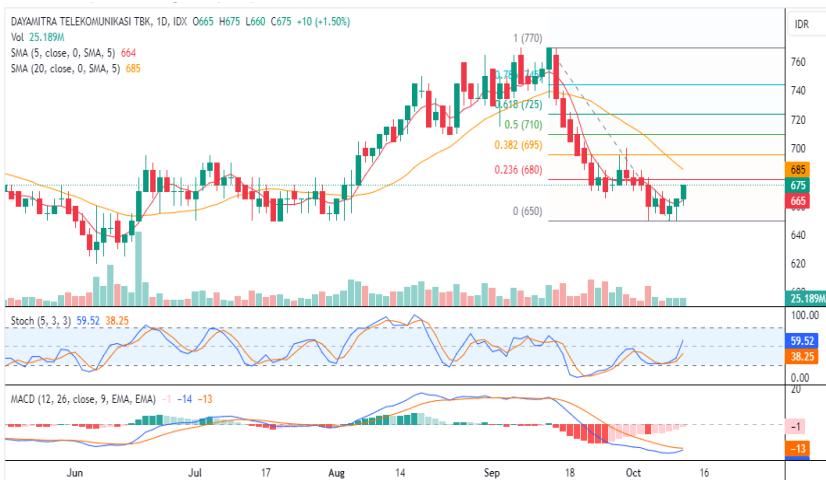 DAYAMITRA TELEKOMUNIKASI TBK, 1D, IDX O665 H675 L660 C675 +10 (+1.50%)
Vol 25.189M
SMA (5, close, 0, SMA, 5) 664
SMA (20, close, 0, SMA, 5) 685
IDR
1 (770)
0.618 (725)
0.5 (710)
0.382 (695)
0.236 (680)
0 (650)
760
740
720
700
685
675
665
640
620
25.189M
Stoch (5, 3, 3) 59.52 38.25
100.00
59.52
38.25
0.00
MACD (12, 26, close, 9, EMA, EMA) -1 -14 -13
20
-1
-13
Jun Jul 17 Aug 14 Sep 18 Oct 16